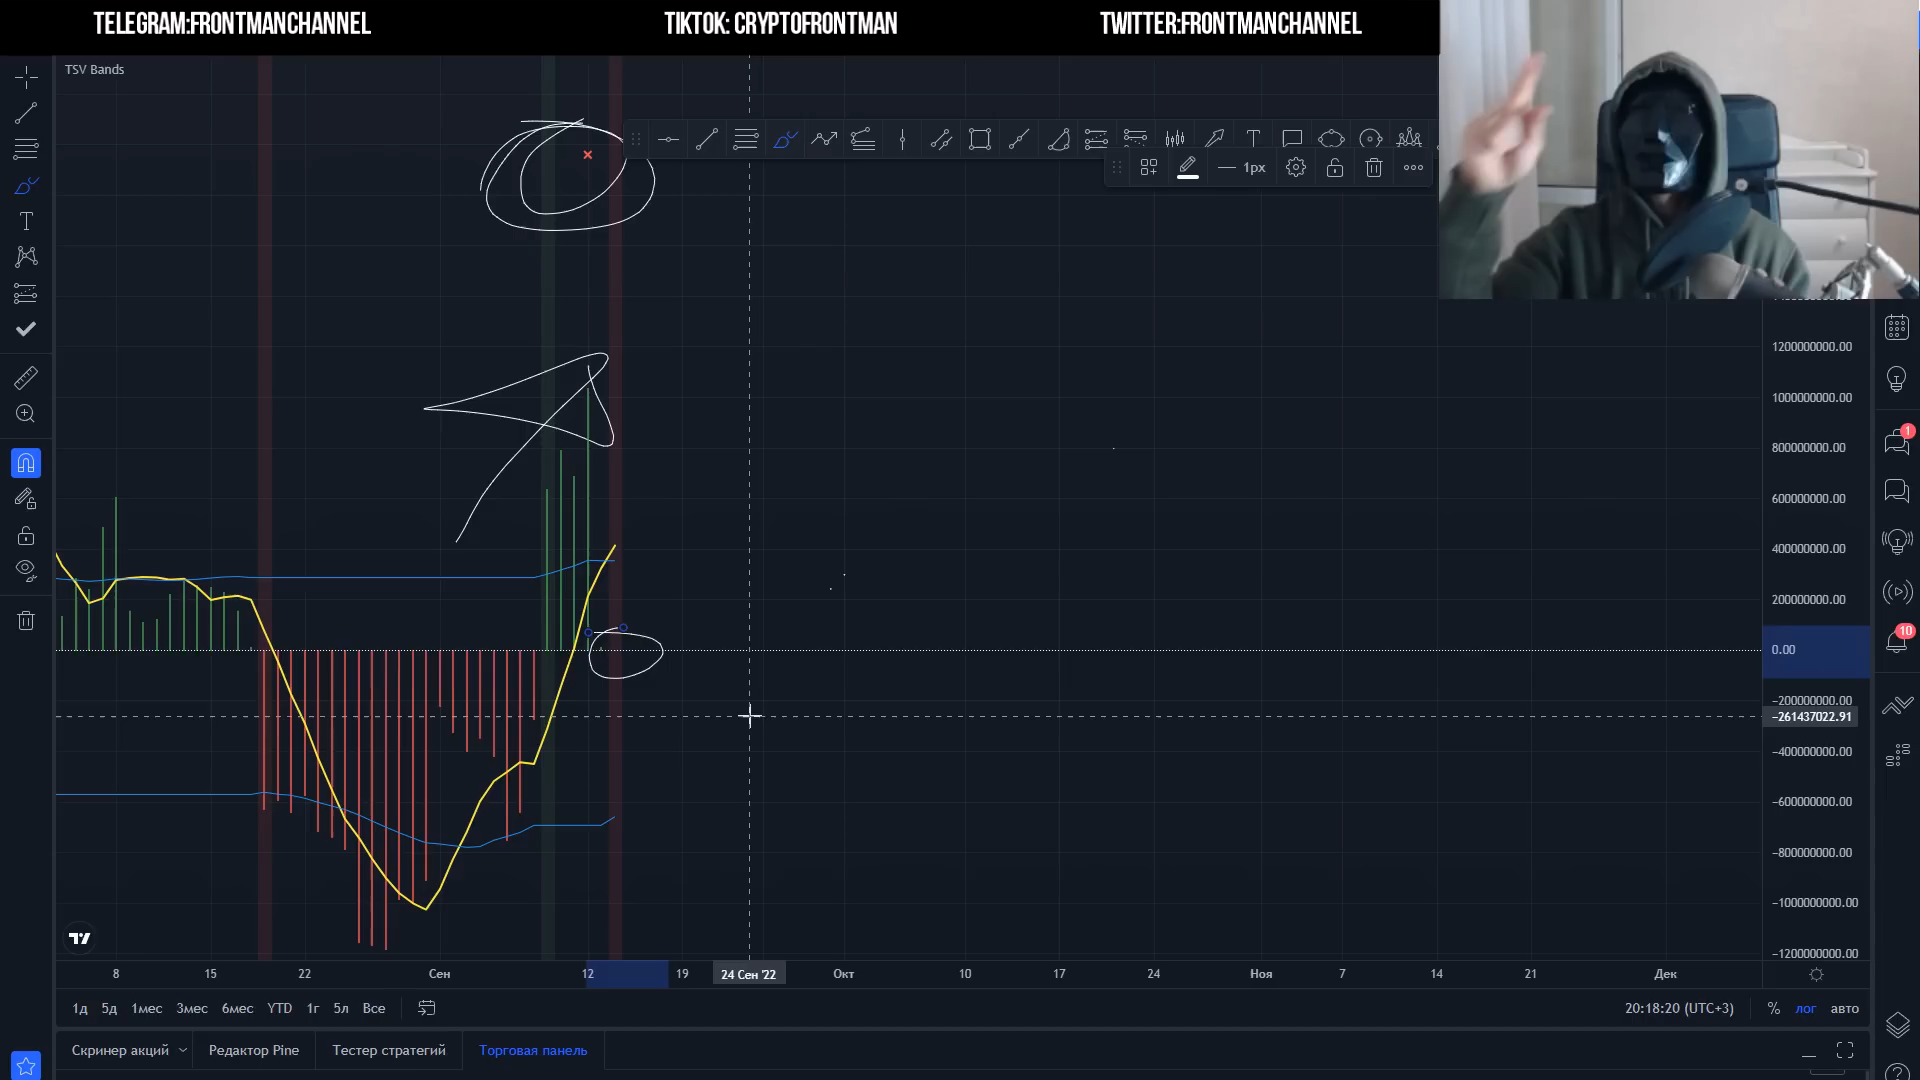 TELEGRAM:FRONTMANCHANNEL TIKTOK: CRYPTOFRONTMAN TWITTER:FRONTMANCHANNEL
TSV Bands
1px
1200000000.00
1000000000.00
800000000.00
600000000.00
400000000.00
200000000.00
0.00
−200000000.00
−261437022.91
−400000000.00
−600000000.00
−800000000.00
−1000000000.00
−1200000000.00
1
10
8 15 22 Сен 12 19 24 Сен '22 Окт 10 17 24 Ноя 7 14 21 Дек
1д 5д 1мес 3мес 6мес YTD 1г 5л Все 20:18:20 (UTC+3) % лог авто
Скринер акций Редактор Pine Тестер стратегий Торговая панель